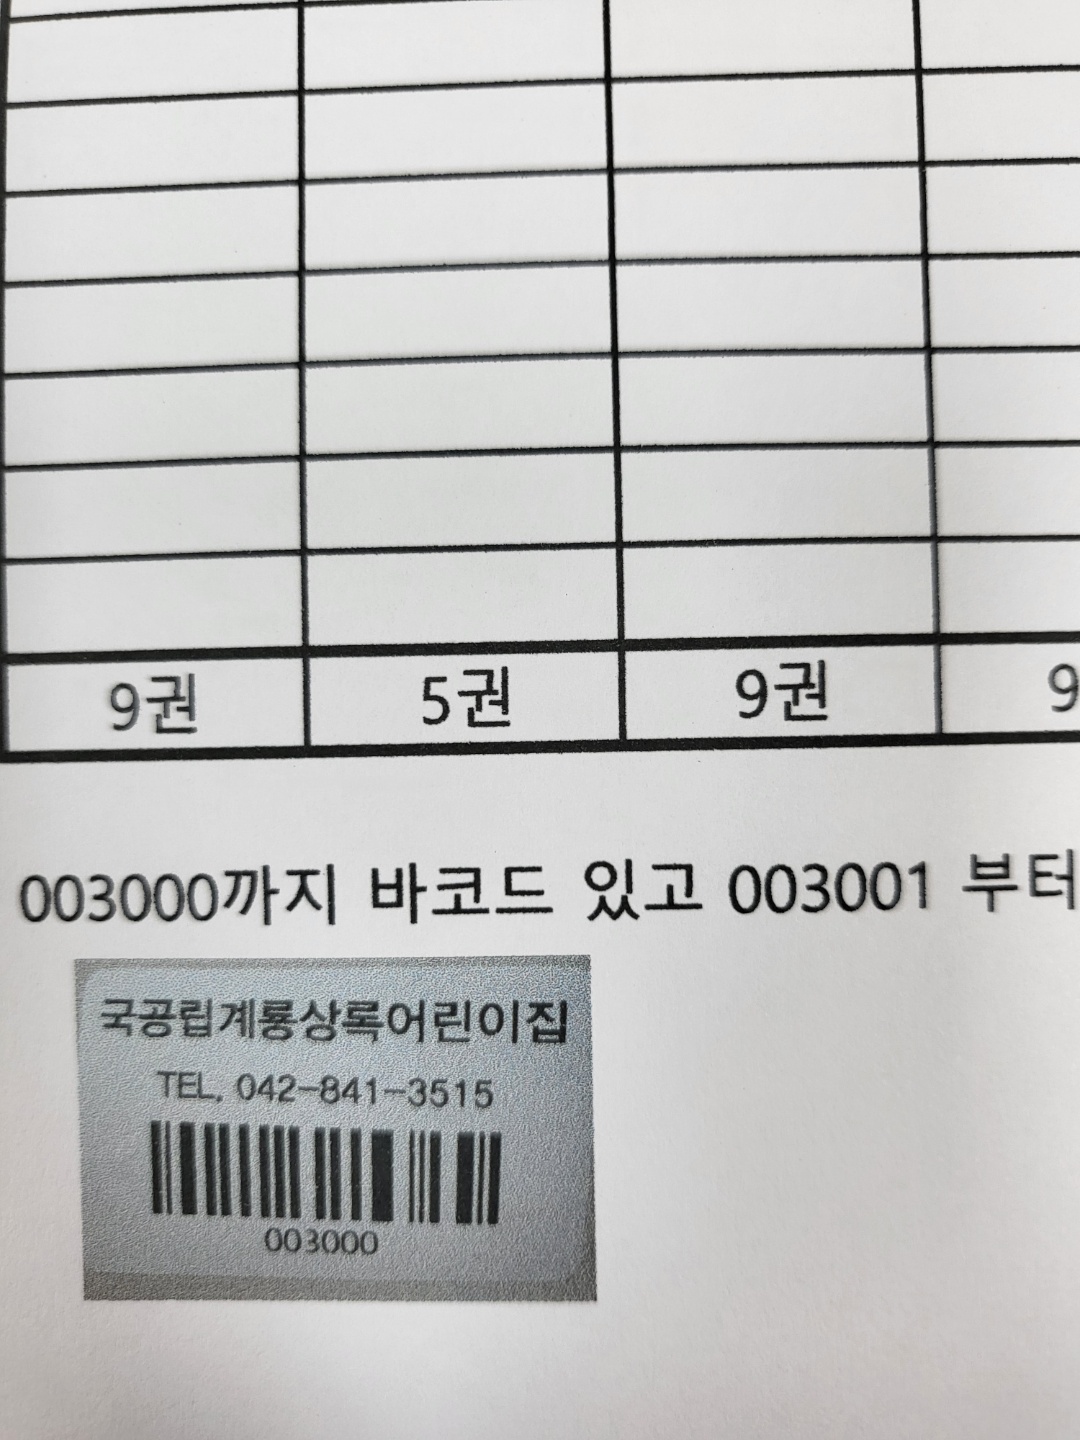 9권 5권 9권 9
003000까지 바코드 있고 003001 부터
국공립계룡상록어린이집
TEL. 042-841-3515
003000